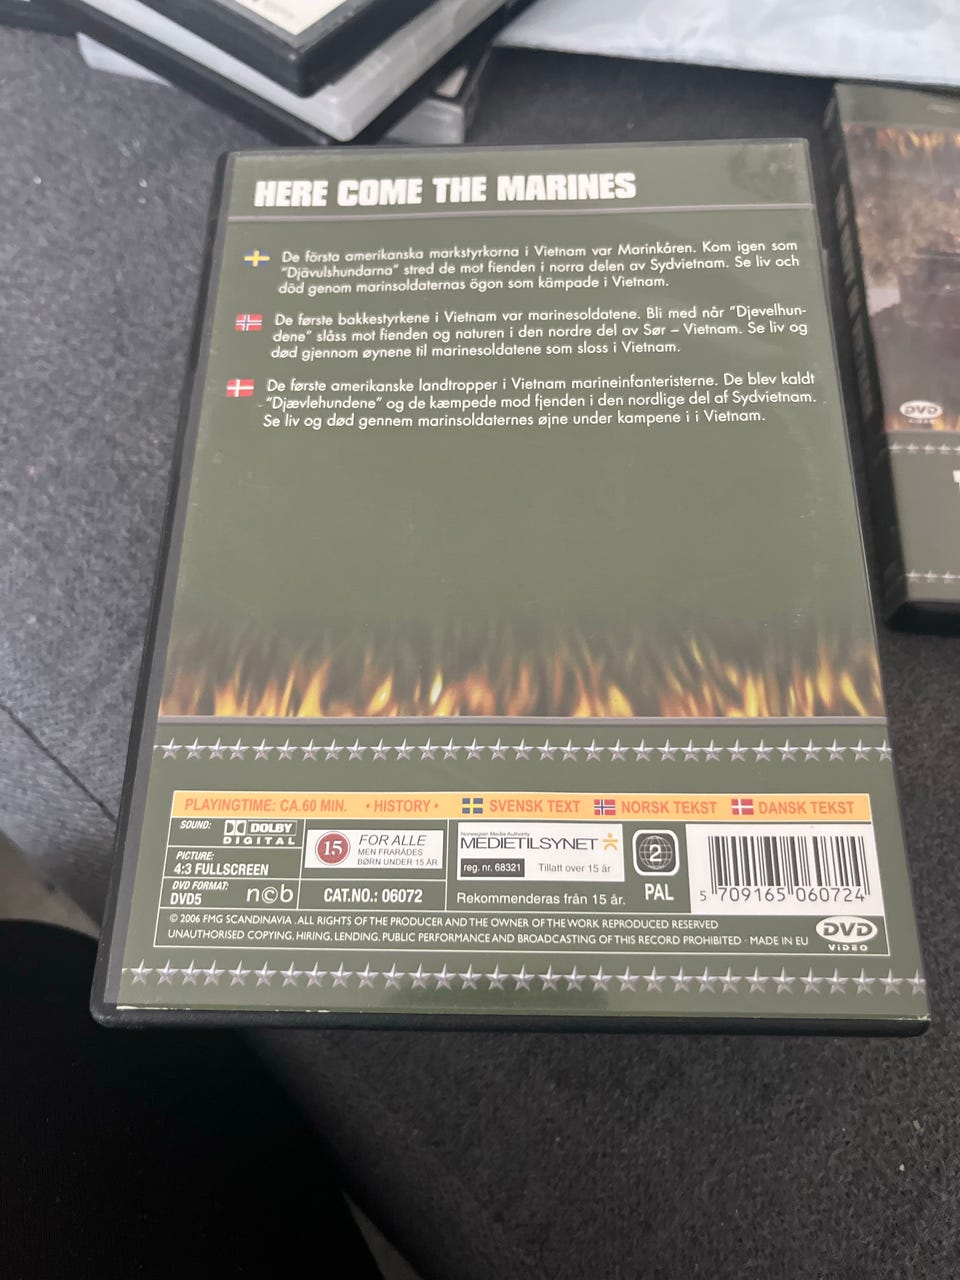 HERE COME THE MARINES
De första amerikanska markstyrkorna i Vietnam var Marinkåren. Kom igen som
"Djävulshundarna" stred de mot fienden i norra delen av Sydvietnam. Se liv och
död genom marinsoldaternas ögon som kämpade i Vietnam.
De første bakkestyrkene i Vietnam var marinesoldatene. Bli med når "Djevelhun-
dene" slåss mot fienden og naturen i den nordre del av Sør – Vietnam. Se liv og
død gjennom øynene til marinesoldatene som sloss i Vietnam.
De første amerikanske landtropper i Vietnam marineinfanteristerne. De blev kaldt
"Djævlehundene" og de kæmpede mod fjenden i den nordlige del af Sydvietnam.
Se liv og død gennem marinsoldaternes øjne under kampene i i Vietnam.
DVD
VIDEO
PLAYINGTIME: CA.60 MIN. • HISTORY • SVENSK TEXT NORSK TEKST DANSK TEKST
SOUND: DOLBY
DIGITAL
PICTURE:
4:3 FULLSCREEN
DVD FORMAT:
DVD5
ncb
15 FOR ALLE
MEN FRARÅDES
BØRN UNDER 15 ÅR
CAT.NO.: 06072
Norwegian Media Authority
MEDIETILSYNET
reg. nr. 68321 Tillatt over 15 år
Rekommenderas från 15 år.
2
PAL
5 709165 060724
© 2006 FMG SCANDINAVIA .ALL RIGHTS OF THE PRODUCER AND THE OWNER OF THE WORK REPRODUCED RESERVED
UNAUTHORISED COPYING, HIRING, LENDING, PUBLIC PERFORMANCE AND BROADCASTING OF THIS RECORD PROHIBITED · MADE IN EU
DVD
VIDEO